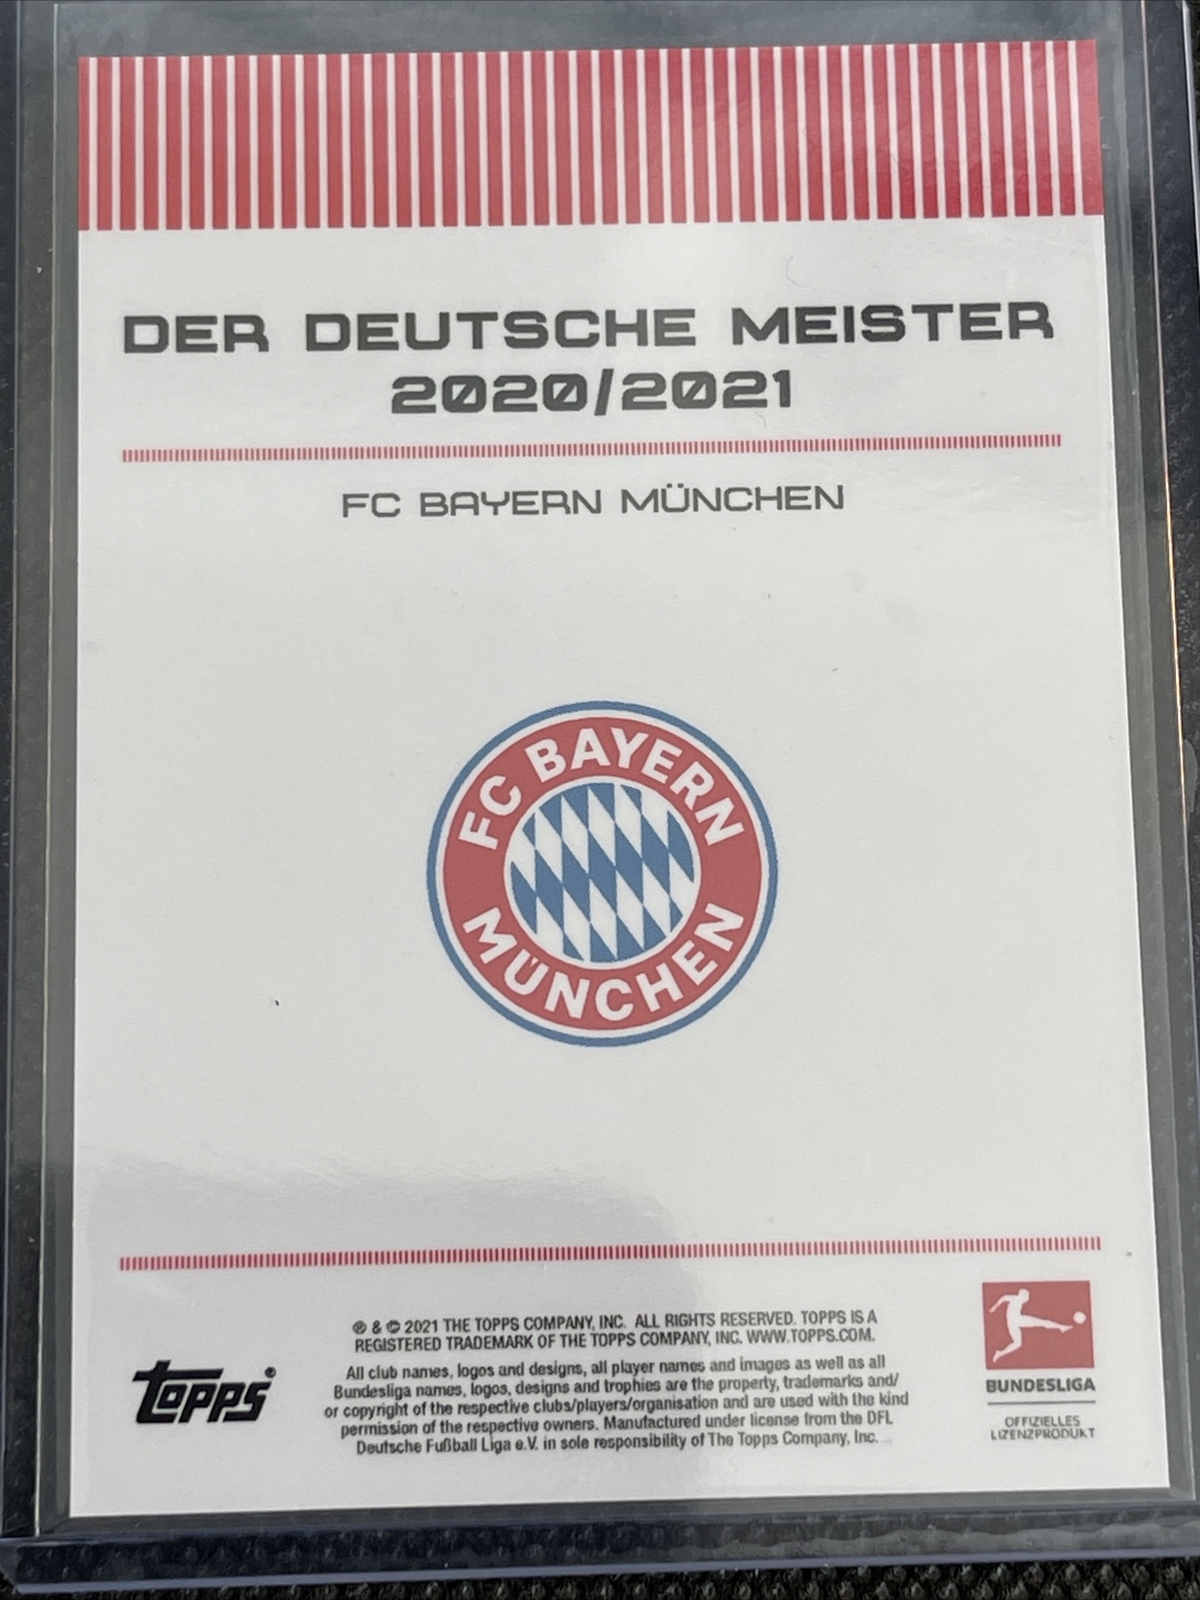 DER DEUTSCHE MEISTER
2020/2021
FC BAYERN MÜNCHEN
FC BAYERN
MÜNCHEN
℗ & © 2021 THE TOPPS COMPANY, INC. ALL RIGHTS RESERVED. TOPPS IS A
REGISTERED TRADEMARK OF THE TOPPS COMPANY, INC. WWW.TOPPS.COM.
All club names, logos and designs, all player names and images as well as all
Bundesliga names, logos, designs and trophies are the property, trademarks and/
or copyright of the respective clubs/players/organisation and are used with the kind
permission of the respective owners. Manufactured under license from the DFL
Deutsche Fußball Liga e.V. in sole responsibility of The Topps Company, Inc.
topps®
BUNDESLIGA
OFFIZIELLES
LIZENZPRODUKT